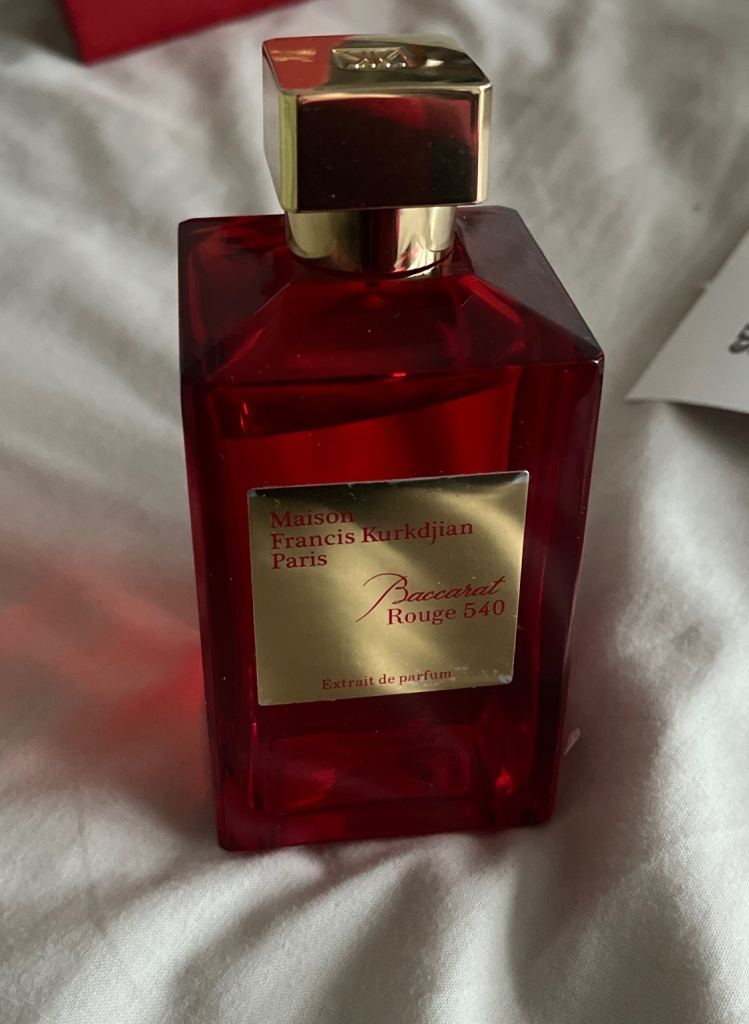 Maison
Francis Kurkdjian
Paris
Baccarat
Rouge 540
Extrait de parfum